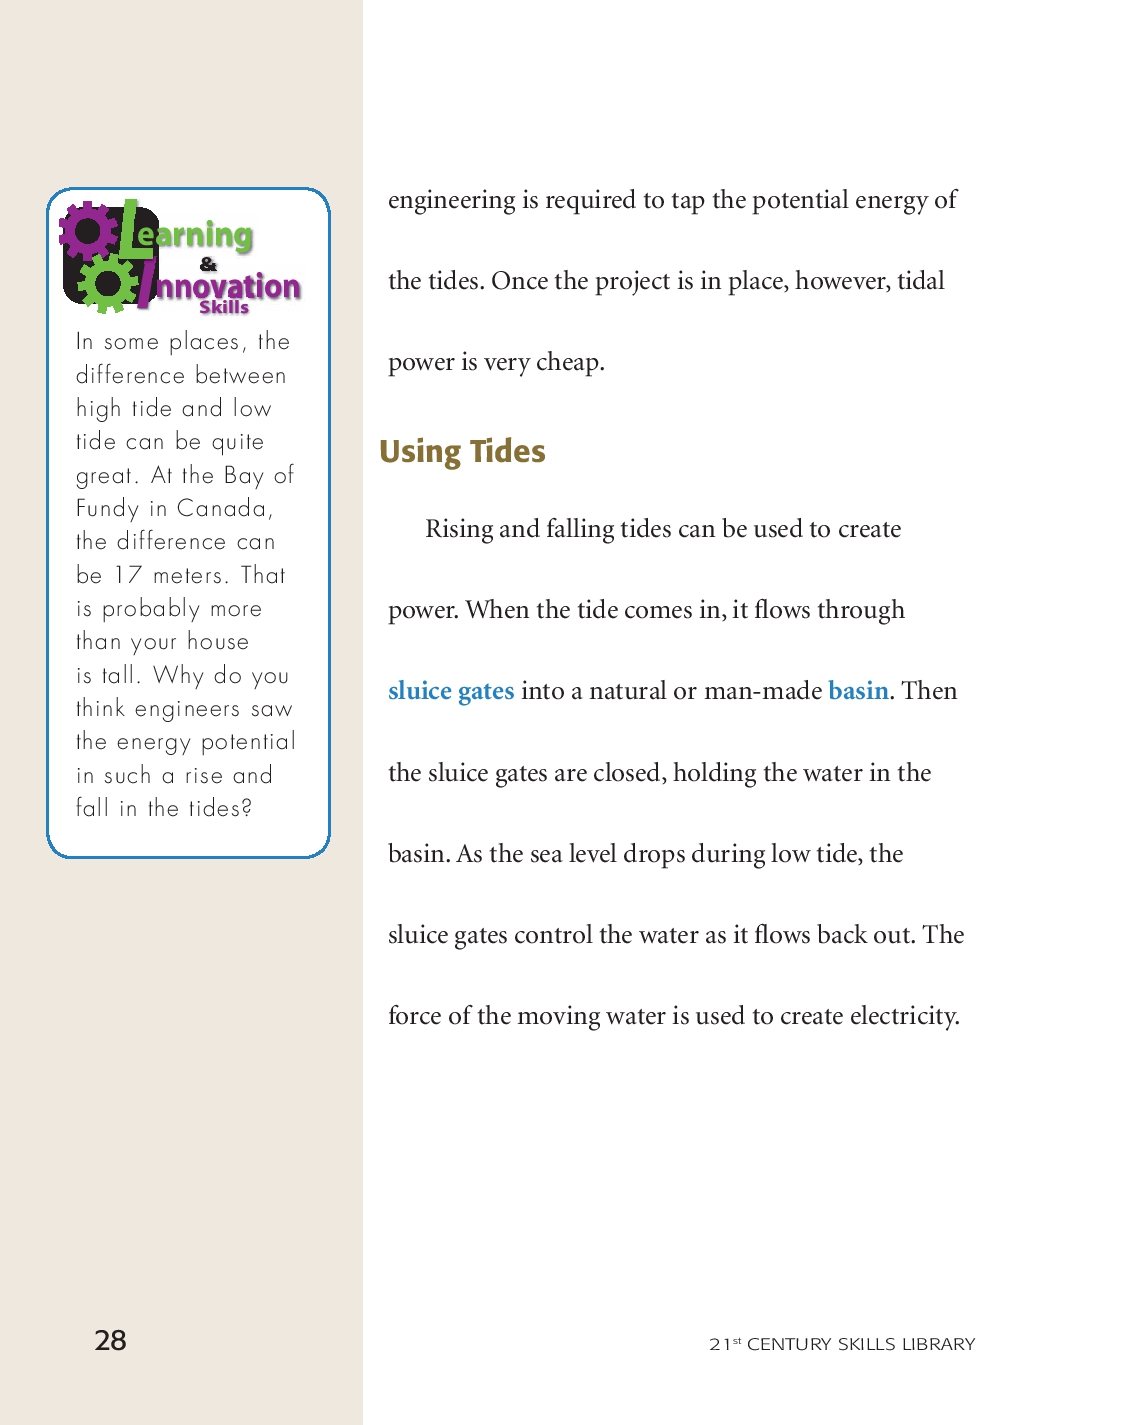 engineering is required to tap the potential energy of
the tides. Once the project is in place, however, tidal
power is very cheap.
Using Tides
Rising and falling tides can be used to create
power. When the tide comes in, it flows through
sluice gates into a natural or man-made basin. Then
the sluice gates are closed, holding the water in the
basin. As the sea level drops during low tide, the
sluice gates control the water as it flows back out. The
force of the moving water is used to create electricity.
Learning
&
Innovation
Skills
In some places, the
difference between
high tide and low
tide can be quite
great. At the Bay of
Fundy in Canada,
the difference can
be 17 meters. That
is probably more
than your house
is tall. Why do you
think engineers saw
the energy potential
in such a rise and
fall in the tides?
28
21st CENTURY SKILLS LIBRARY